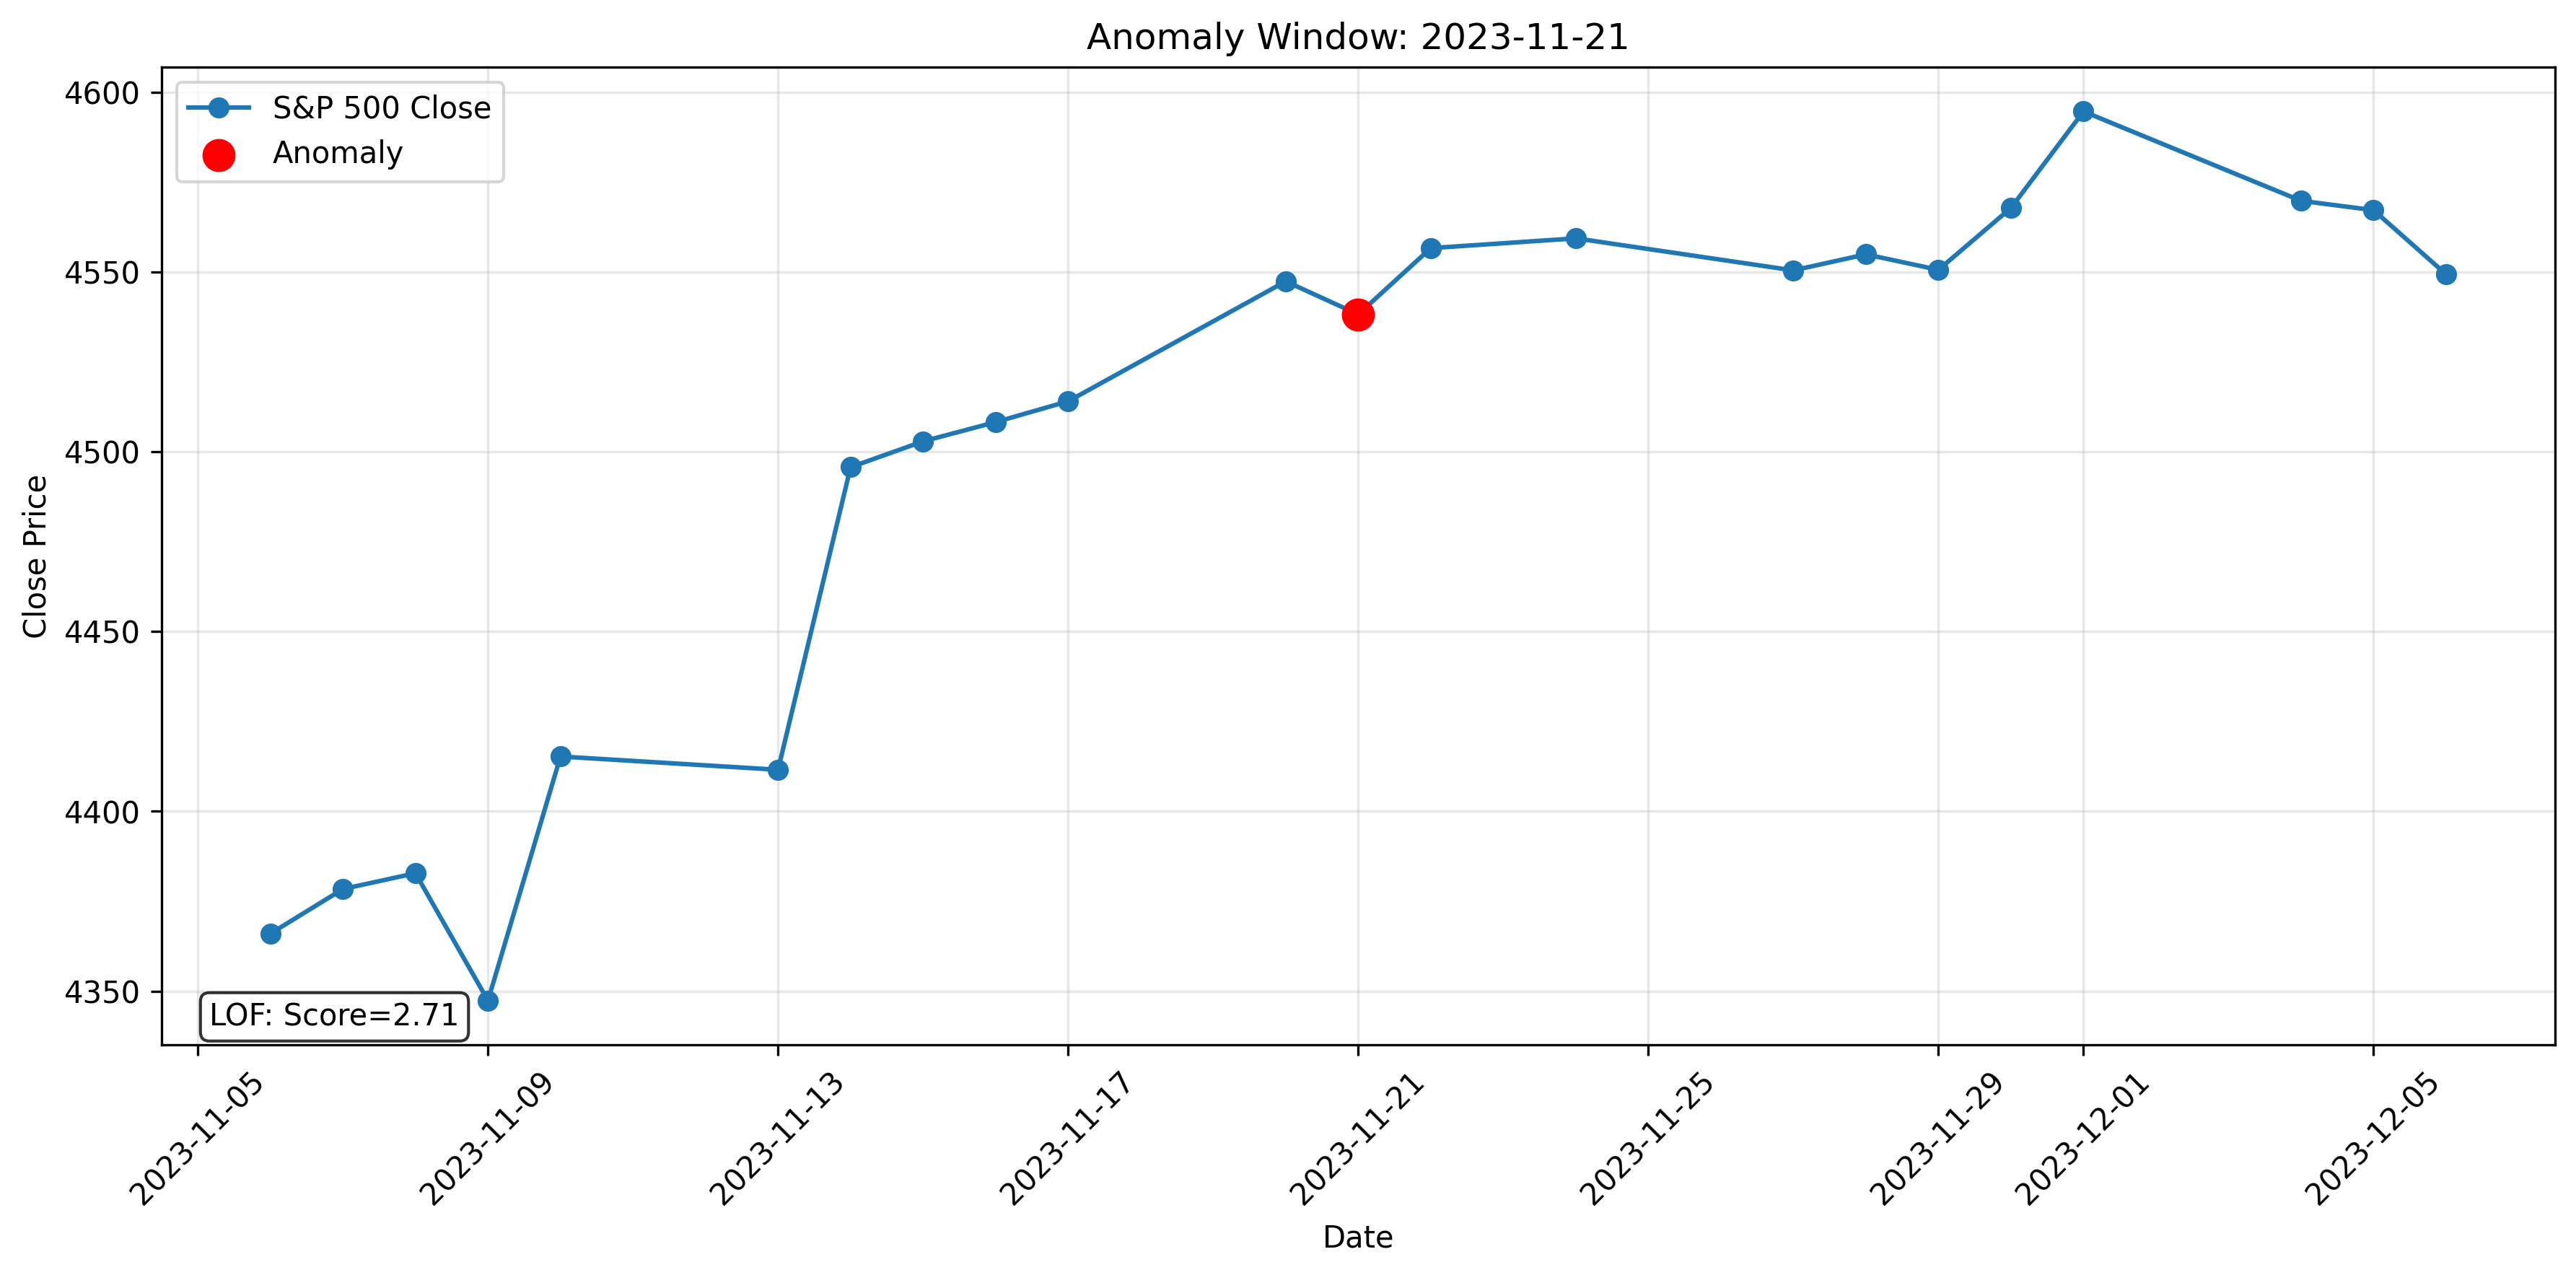 Anomaly Window: 2023-11-21
S&P 500 Close
Anomaly
4600
4550
4500
4450
4400
4350
Close Price
LOF: Score=2.71
2023-11-05
2023-11-09
2023-11-13
2023-11-17
2023-11-21
2023-11-25
2023-11-29
2023-12-01
2023-12-05
Date